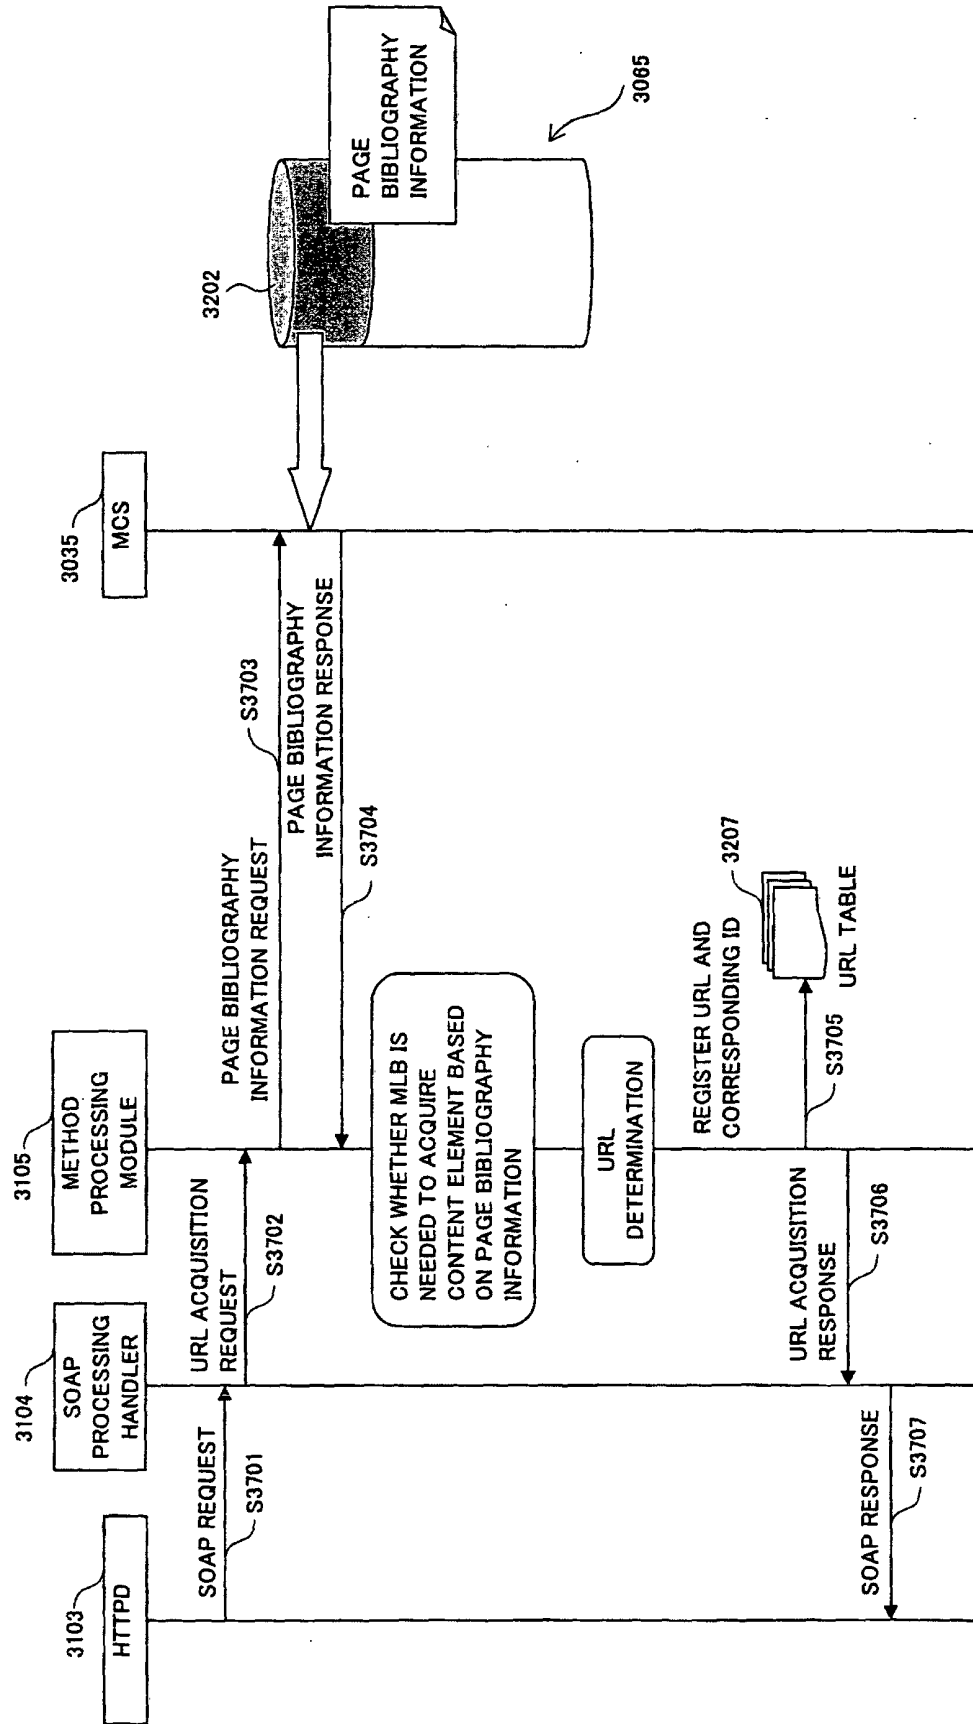 3103
HTTPD
3104
SOAP
PROCESSING
HANDLER
3105
METHOD
PROCESSING
MODULE
3035
MCS
3202
PAGE
BIBLIOGRAPHY
INFORMATION
3065
SOAP REQUEST
S3701
URL ACQUISITION
REQUEST
S3702
PAGE BIBLIOGRAPHY
INFORMATION REQUEST
S3703
PAGE BIBLIOGRAPHY
INFORMATION RESPONSE
S3704
CHECK WHETHER MLB IS
NEEDED TO ACQUIRE
CONTENT ELEMENT BASED
ON PAGE BIBLIOGRAPHY
INFORMATION
URL
DETERMINATION
REGISTER URL AND
CORRESPONDING ID
S3705
3207
URL TABLE
URL ACQUISITION
RESPONSE
S3706
SOAP RESPONSE
S3707